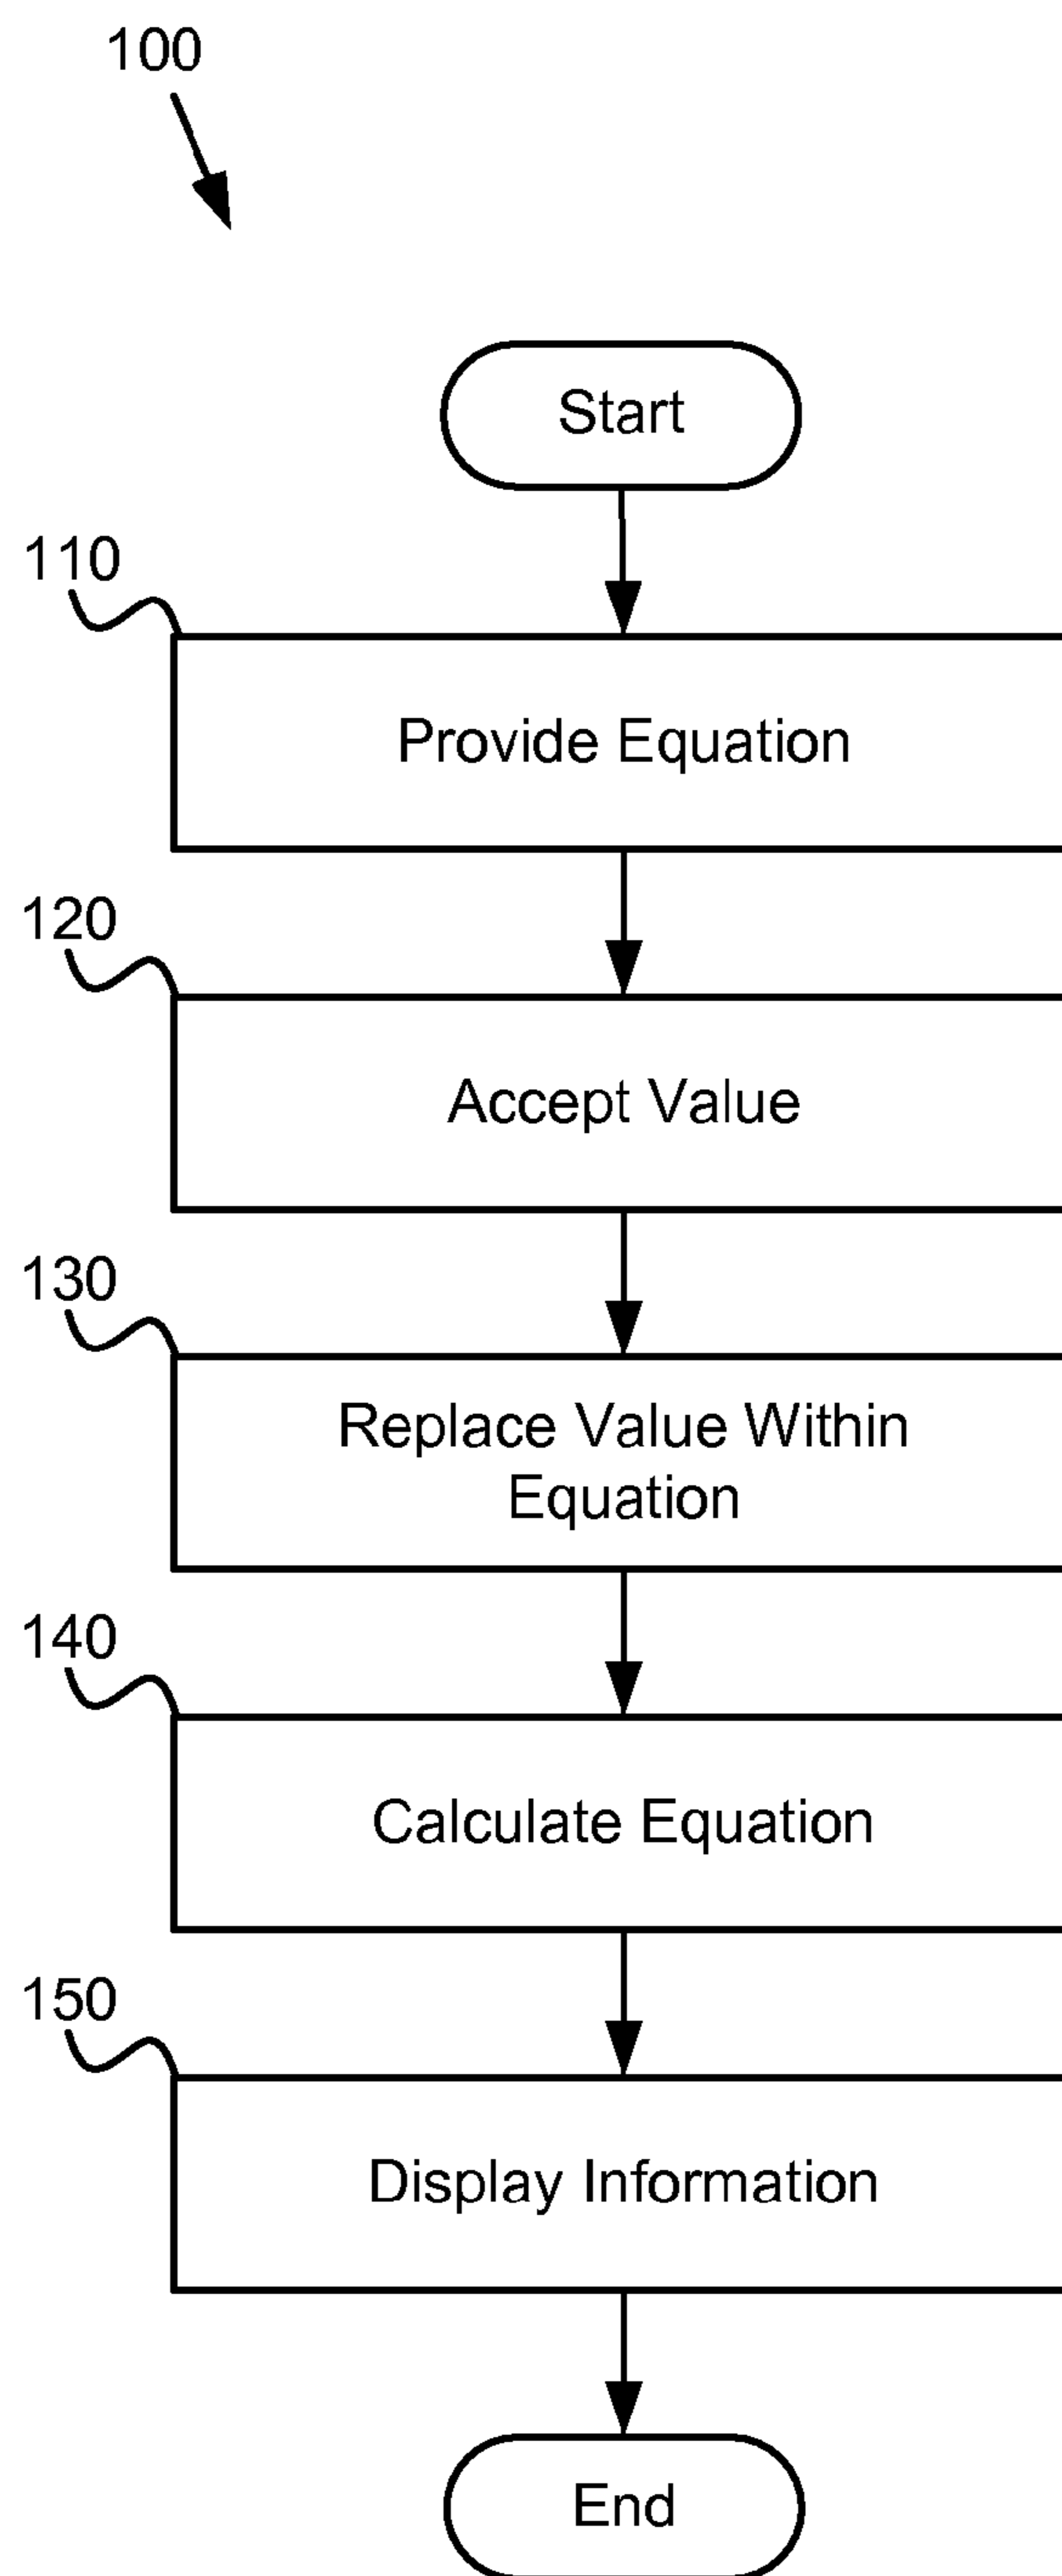 100
Start
110
Provide Equation
120
Accept Value
130
Replace Value Within
Equation
140
Calculate Equation
150
Display Information
End